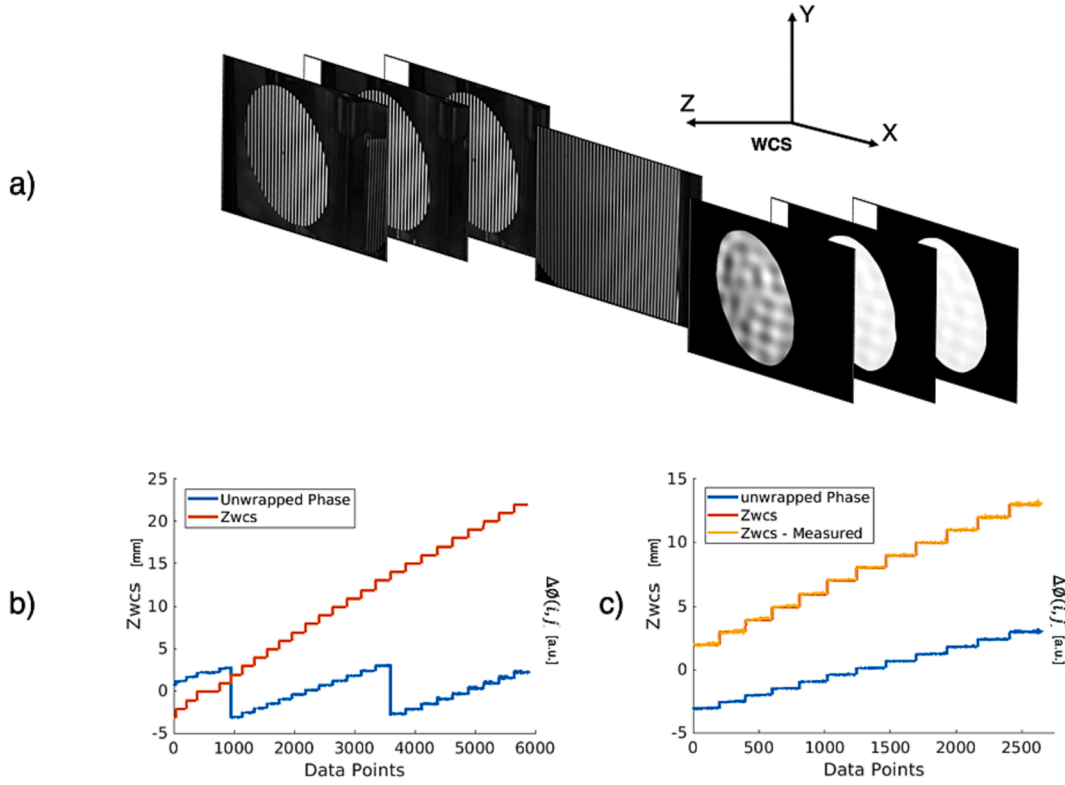 a)
Y
Z
X
WCS
b)
25
20
15
10
5
0
-5
Zwcs [mm]
Unwrapped Phase
Zwcs
0 1000 2000 3000 4000 5000 6000
Data Points
Δø(i,j [a.u.]
c)
15
10
5
0
-5
Zwcs [mm]
unwrapped Phase
Zwcs
Zwcs - Measured
0 500 1000 1500 2000 2500
Data Points
Δø(i,j [a.u.]